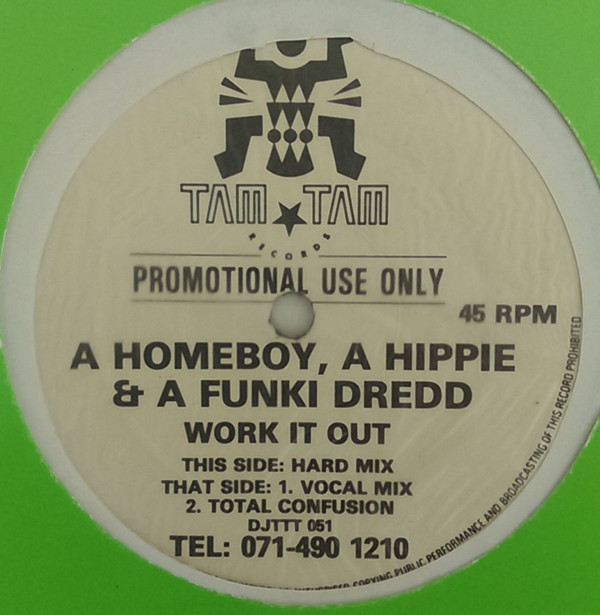 TAM TAM
RECORDS
PROMOTIONAL USE ONLY
45 RPM
A HOMEBOY, A HIPPIE
& A FUNKI DREDD
WORK IT OUT
THIS SIDE: HARD MIX
THAT SIDE: 1. VOCAL MIX
2. TOTAL CONFUSION
DJTTT 051
TEL: 071-490 1210
COPYING PUBLIC PERFORMANCE AND BROADCASTING OF THIS RECORD PROHIBITED